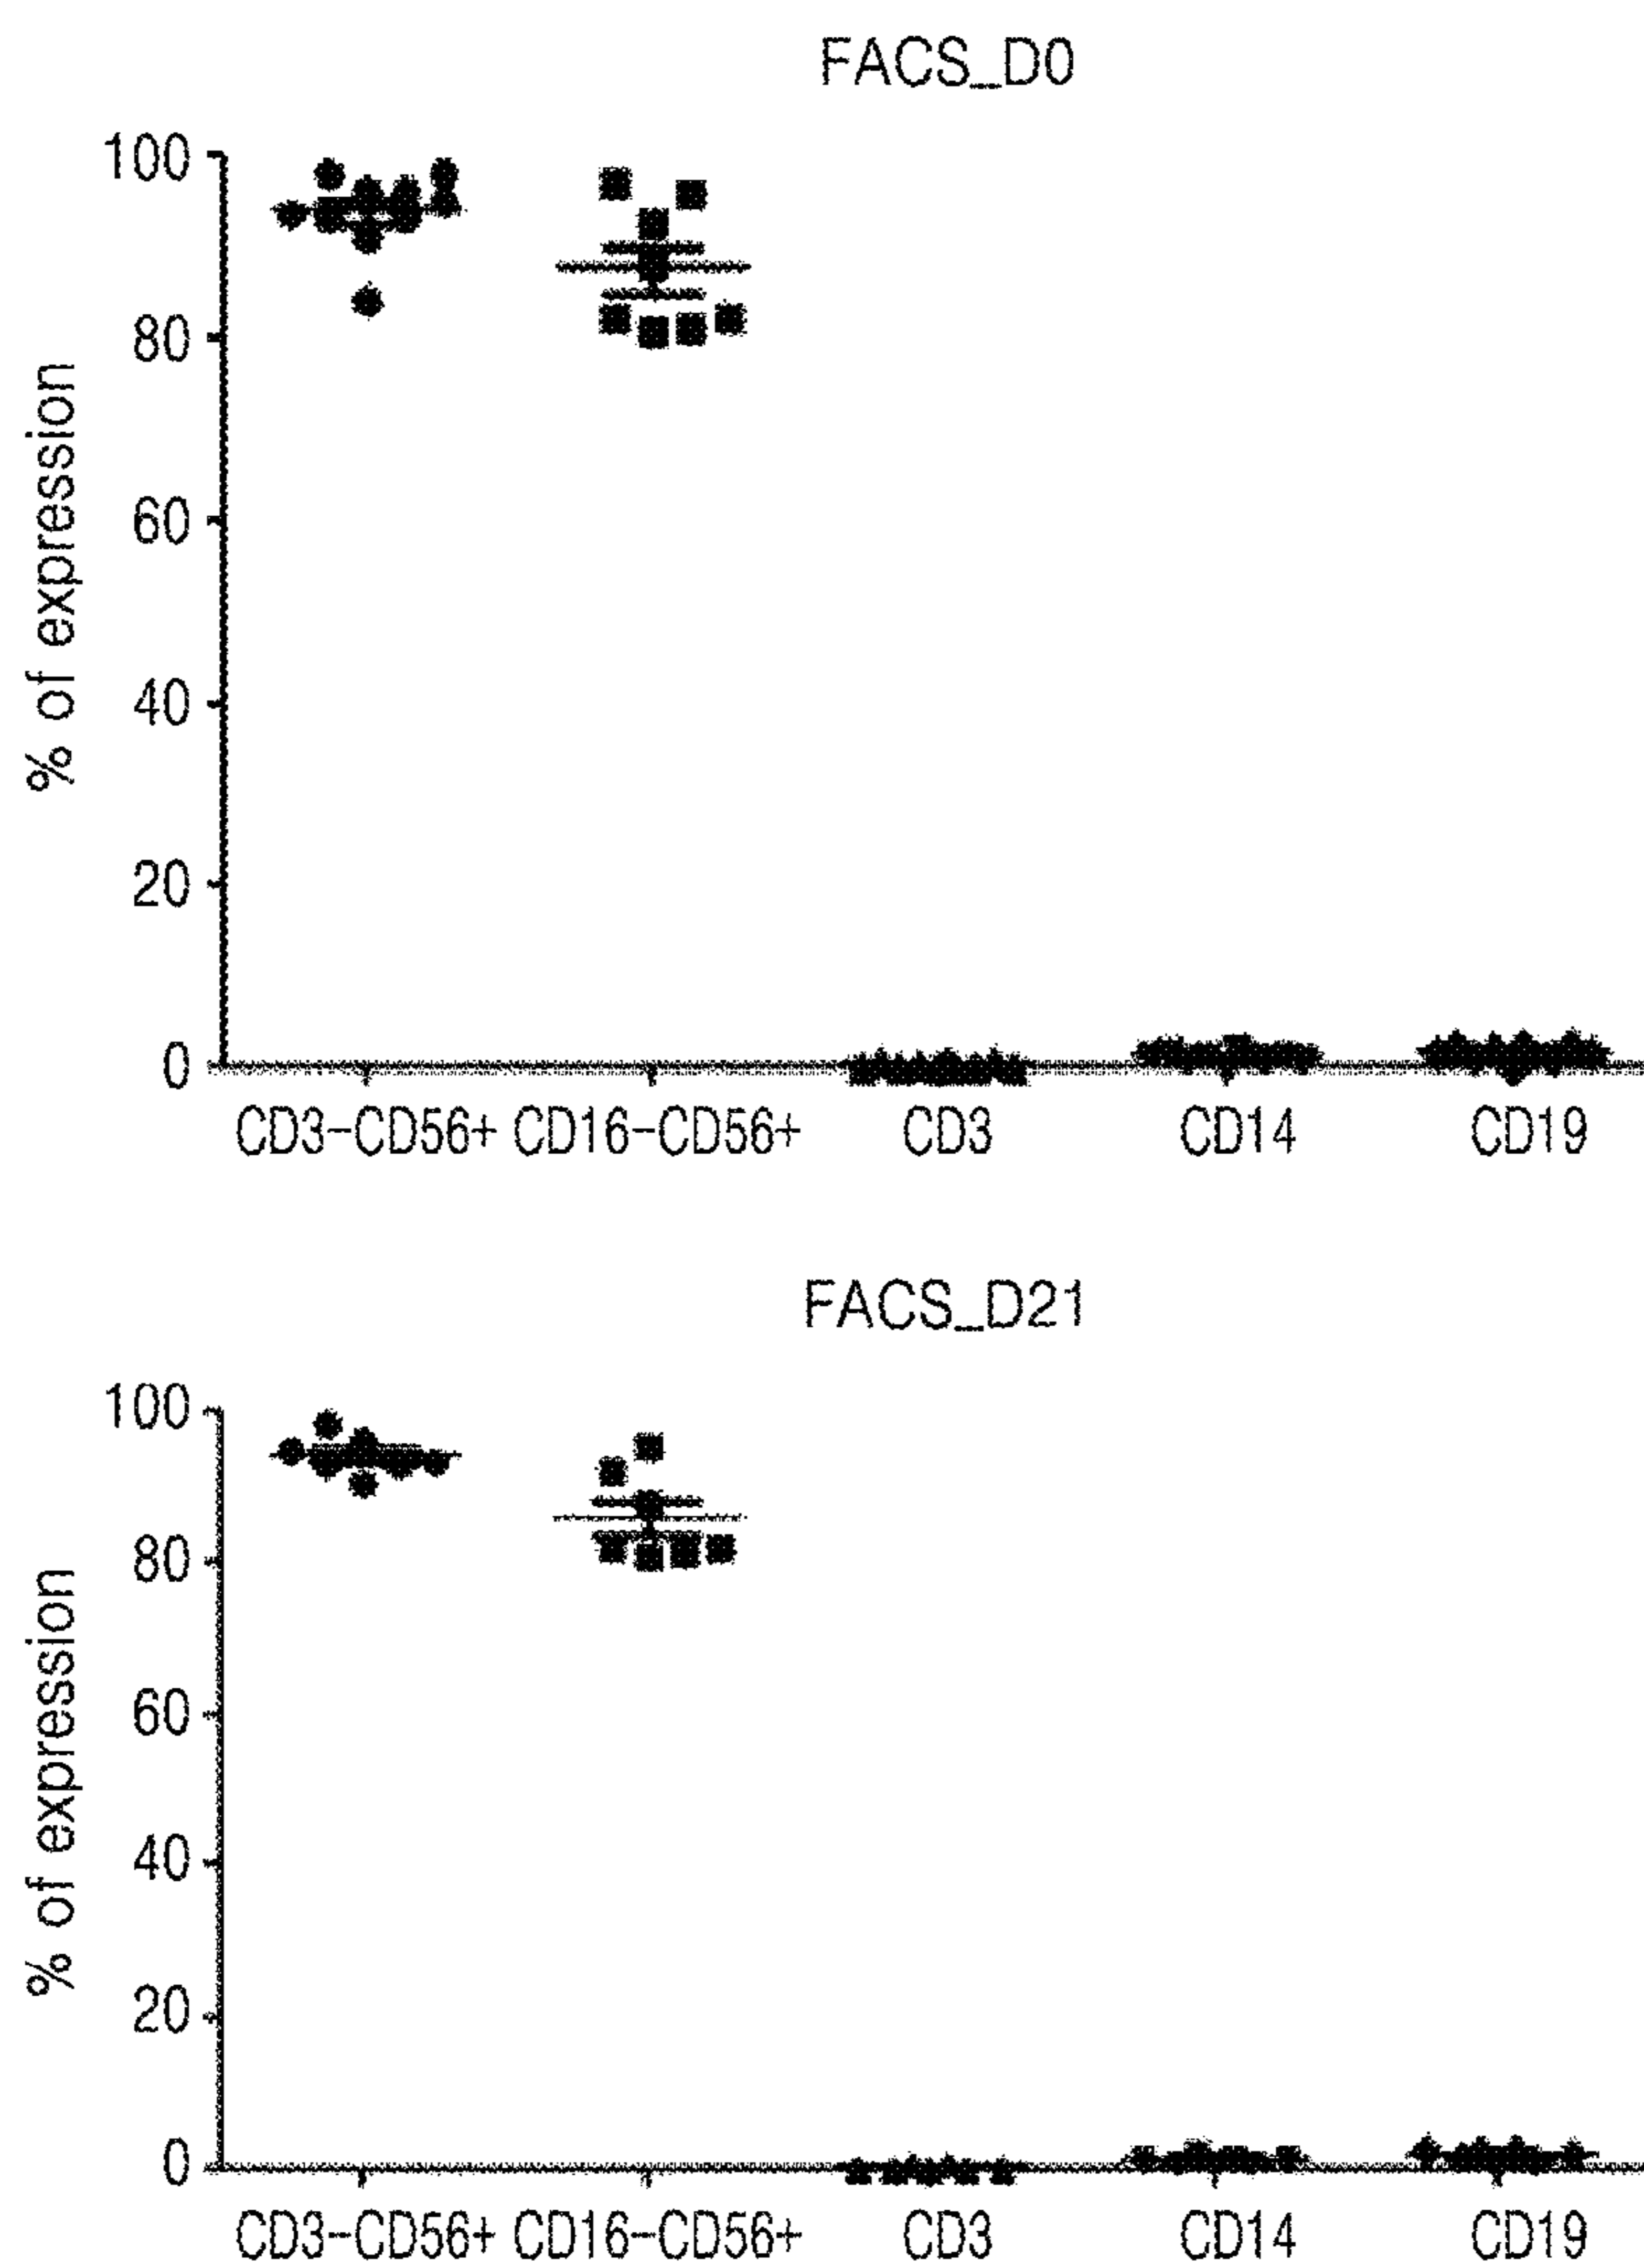 FACS_D0
% of expression
100
80
60
40
20
0
CD3-CD56+ CD16-CD56+ CD3 CD14 CD19
FACS_D21
% of expression
100
80
60
40
20
0
CD3-CD56+ CD16-CD56+ CD3 CD14 CD19